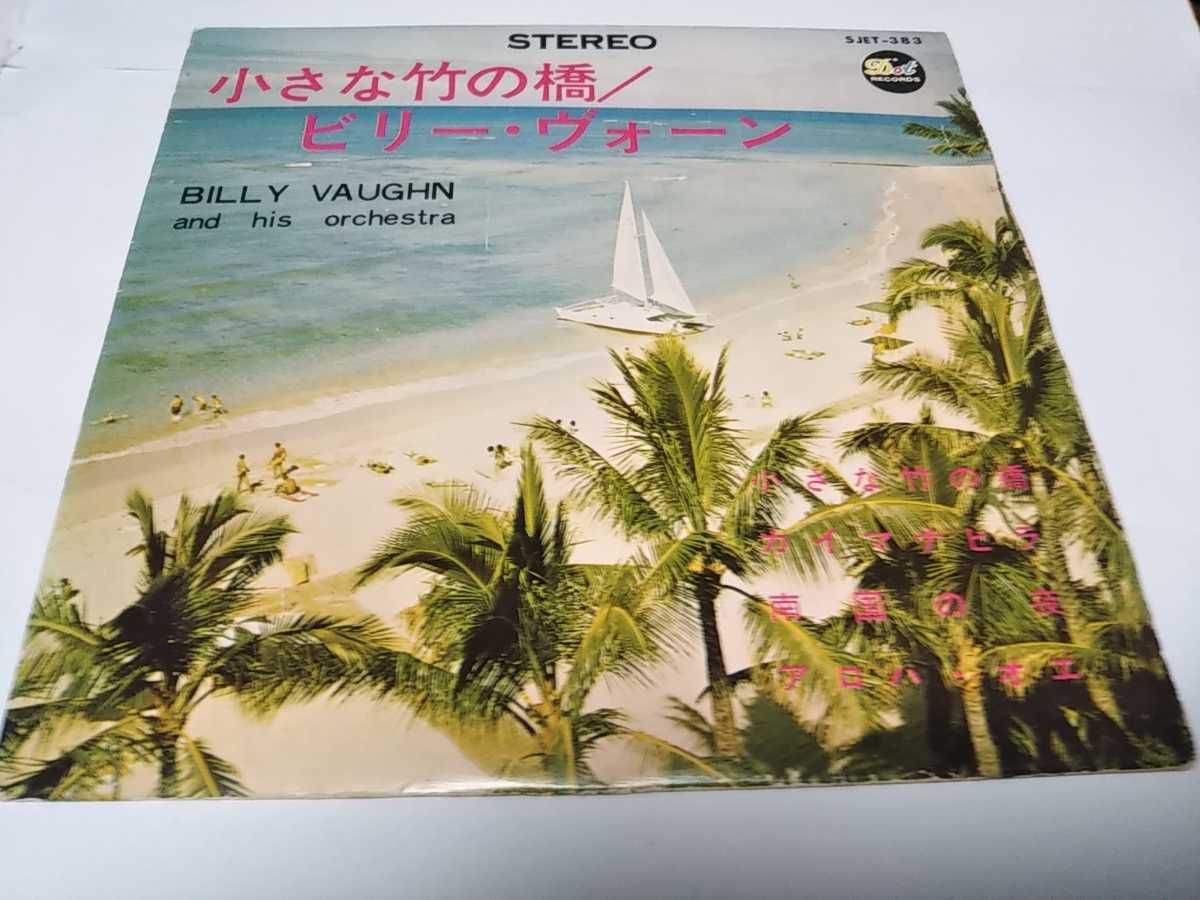 STEREO
SJET-383
Dot
RECORDS
小さな竹の橋/
ビリー・ヴォーン
BILLY VAUGHN
and his orchestra
小さな竹の橋
カイマナヒラ
南国の夜
アロハ・オエ